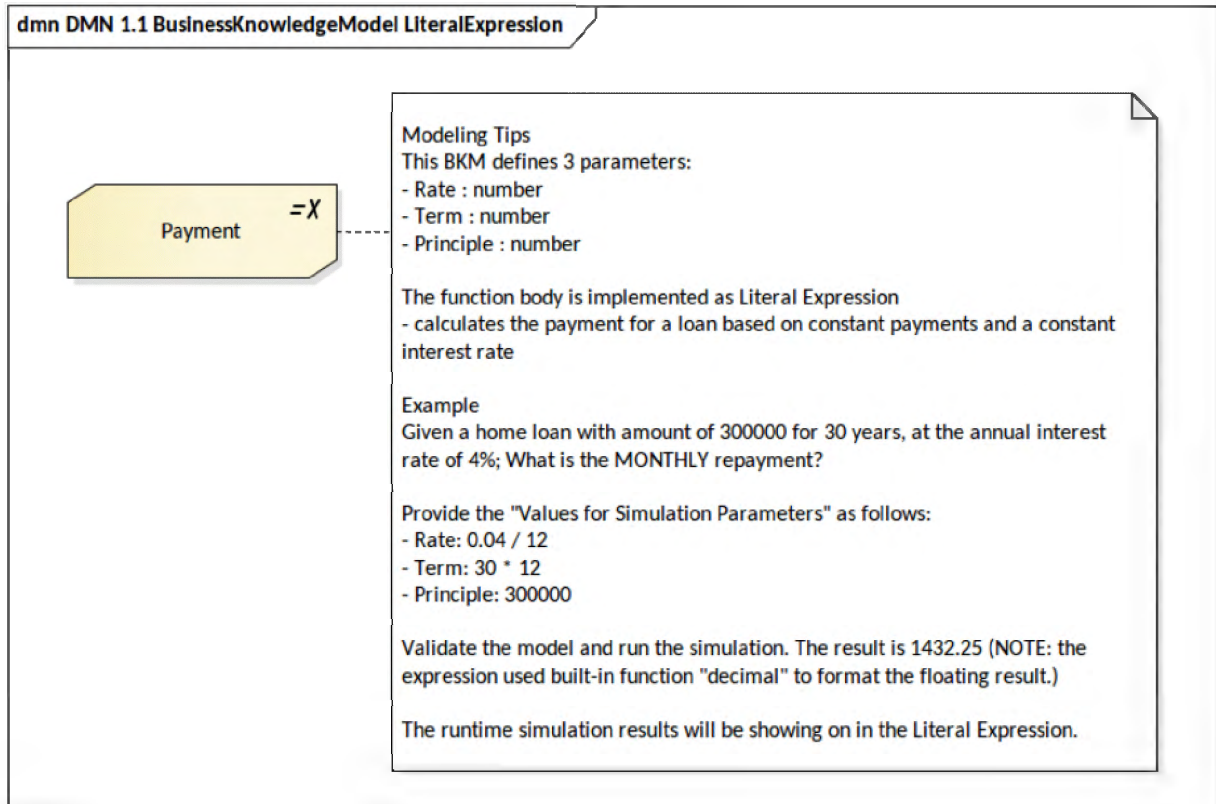 dmn DMN 1.1 BusinessKnowledgeModel LiteralExpression
=X
Payment
Modeling Tips
This BKM defines 3 parameters:
- Rate : number
- Term : number
- Principle : number
The function body is implemented as Literal Expression
- calculates the payment for a loan based on constant payments and a constant
interest rate
Example
Given a home loan with amount of 300000 for 30 years, at the annual interest
rate of 4%; What is the MONTHLY repayment?
Provide the "Values for Simulation Parameters" as follows:
- Rate: 0.04 / 12
- Term: 30 * 12
- Principle: 300000
Validate the model and run the simulation. The result is 1432.25 (NOTE: the
expression used built-in function "decimal" to format the floating result.)
The runtime simulation results will be showing on in the Literal Expression.